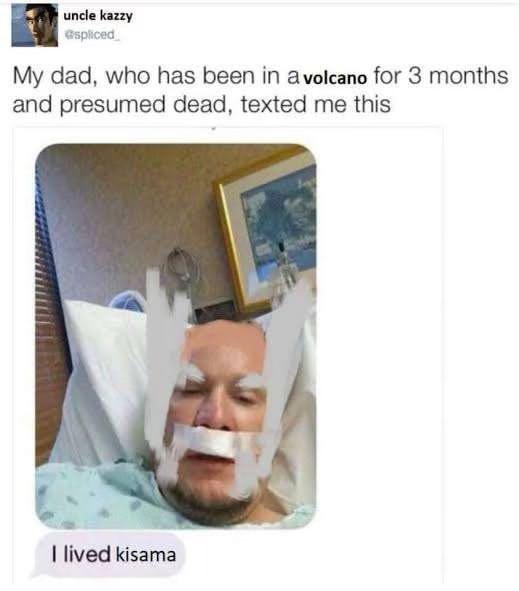 uncle kazzy
@spliced_
My dad, who has been in a volcano for 3 months
and presumed dead, texted me this
I lived kisama